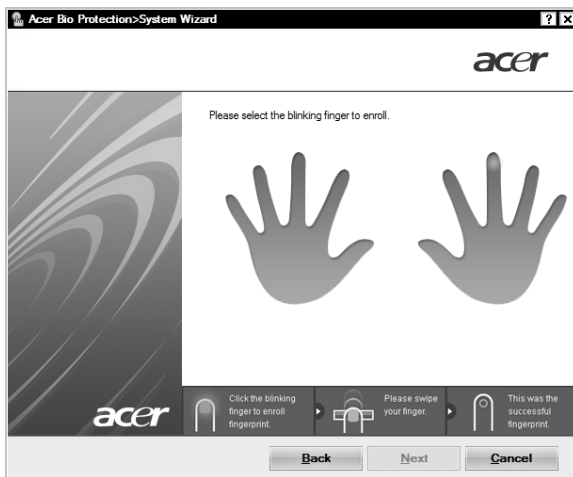 Acer Bio Protection>System Wizard
acer
Please select the blinking finger to enroll.
acer
Click the blinking
finger to enroll
fingerprint.
Please swipe
your finger.
This was the
successful
fingerprint.
Back
Next
Cancel